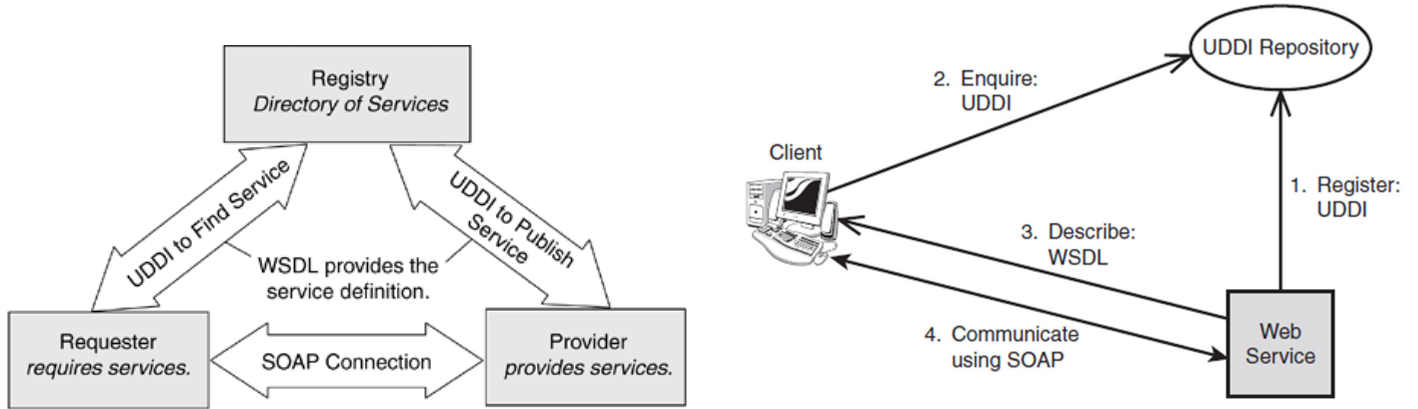 Registry
Directory of Services
UDDI to Find Service
UDDI to Publish
Service
WSDL provides the
service definition.
Requester
requires services.
SOAP Connection
Provider
provides services.
UDDI Repository
2. Enquire:
UDDI
Client
1. Register:
UDDI
3. Describe:
WSDL
4. Communicate
using SOAP
Web
Service